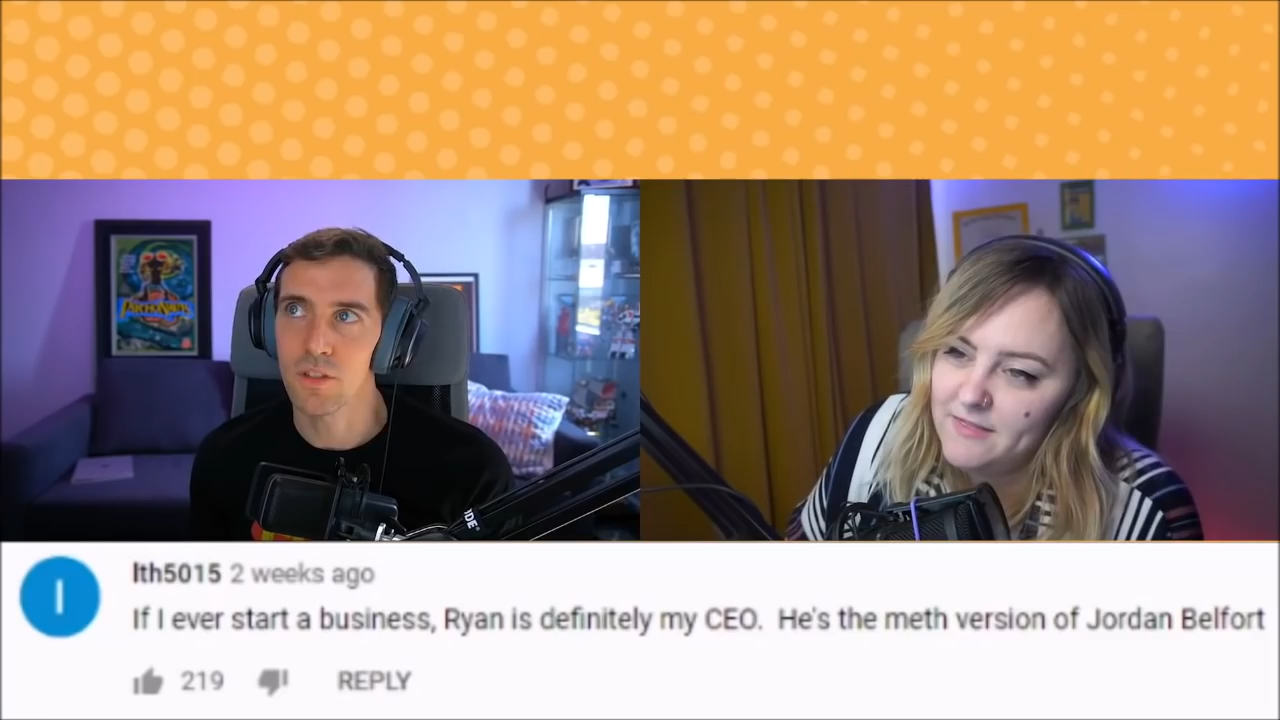 PSYCHONAUTS
lth5015 2 weeks ago
If I ever start a business, Ryan is definitely my CEO.  He's the meth version of Jordan Belfort
219 REPLY